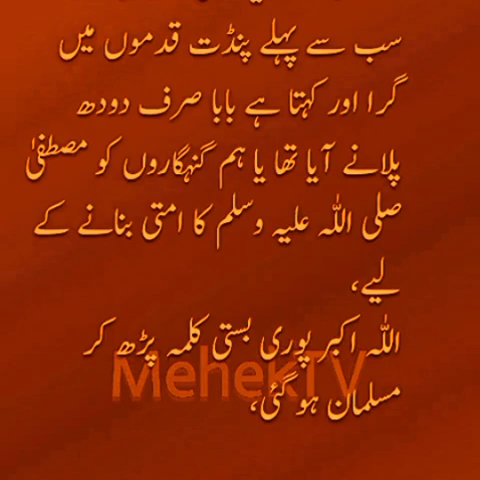 سب سے پہلے پنڈت قدموں میں
گرا اور کہتا ہے بابا صرف دودھ
پلانے آیا تھا یا ہم گنہگاروں کو مصطفیٰ
صلی اللہ علیہ وسلم کا امتی بنانے کے
لیے،
اللہ اکبر پوری بستی کلمہ پڑھ کر
MehekTV
مسلمان ہو گئی،